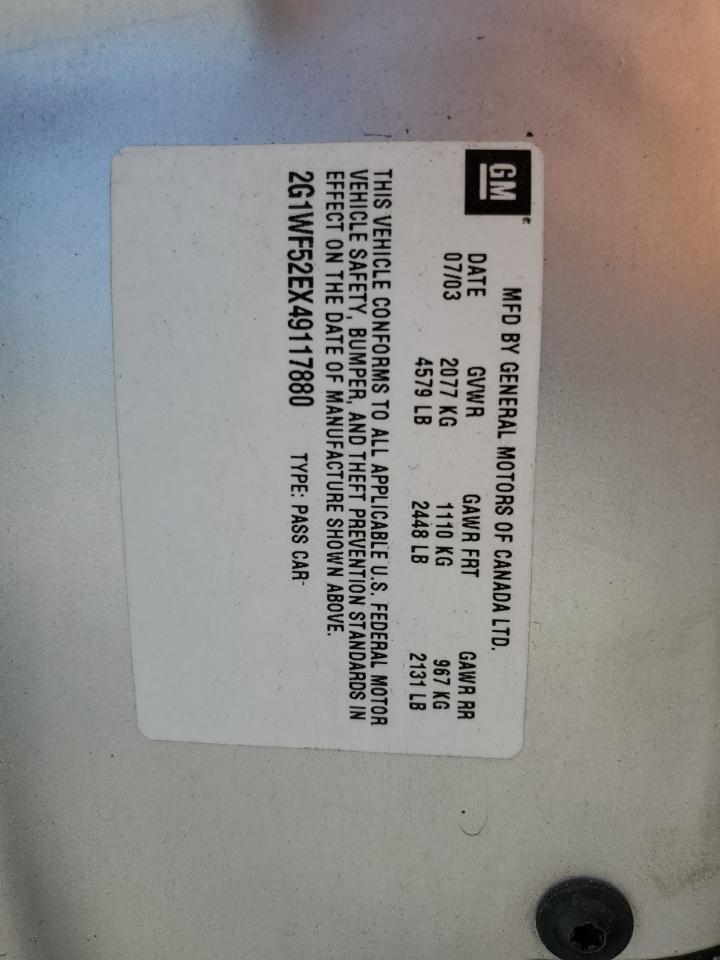 GM®
MFD BY GENERAL MOTORS OF CANADA LTD.
DATE GVWR GAWR FRT GAWR RR
07/03 2077 KG 1110 KG 967 KG
4579 LB 2448 LB 2131 LB
THIS VEHICLE CONFORMS TO ALL APPLICABLE U.S. FEDERAL MOTOR
VEHICLE SAFETY, BUMPER, AND THEFT PREVENTION STANDARDS IN
EFFECT ON THE DATE OF MANUFACTURE SHOWN ABOVE.
2G1WF52EX49117880 TYPE: PASS CAR-